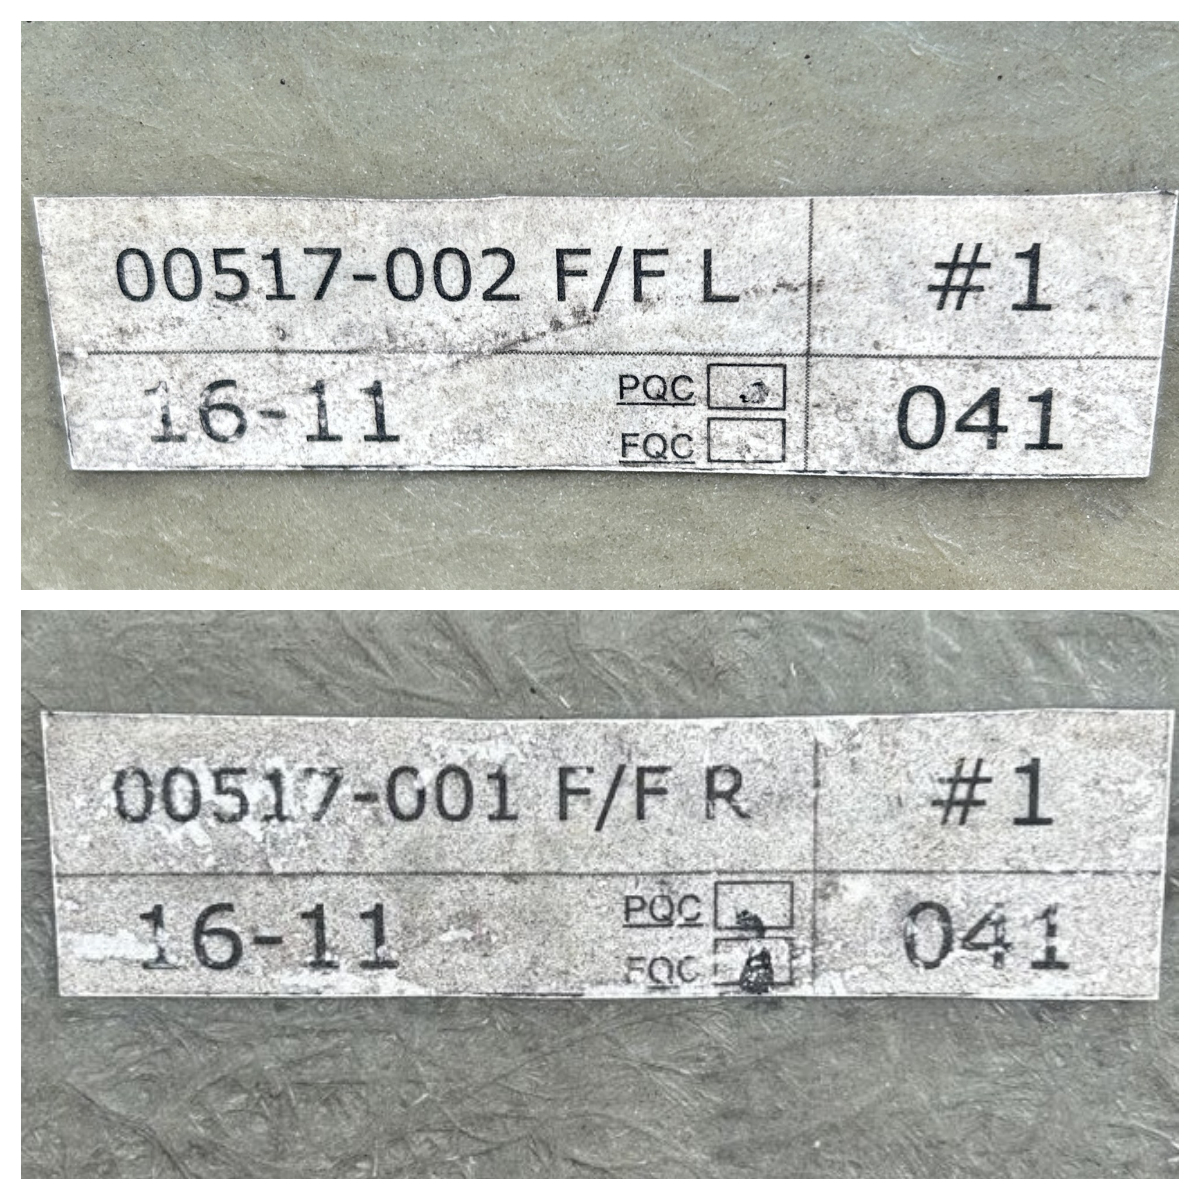 00517-002 F/F L #1
16-11 PQC 041
FQC
00517-001 F/F R #1
16-11 PQC 041
FQC